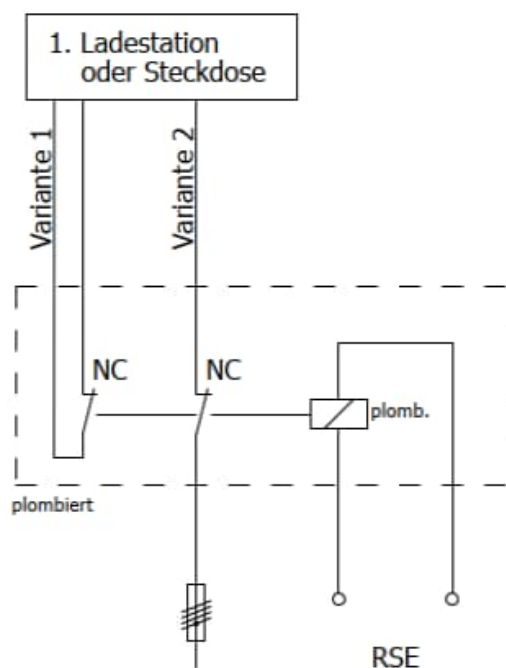 1. Ladestation
oder Steckdose
Variante 1
Variante 2
NC
NC
plomb.
plombiert
RSE